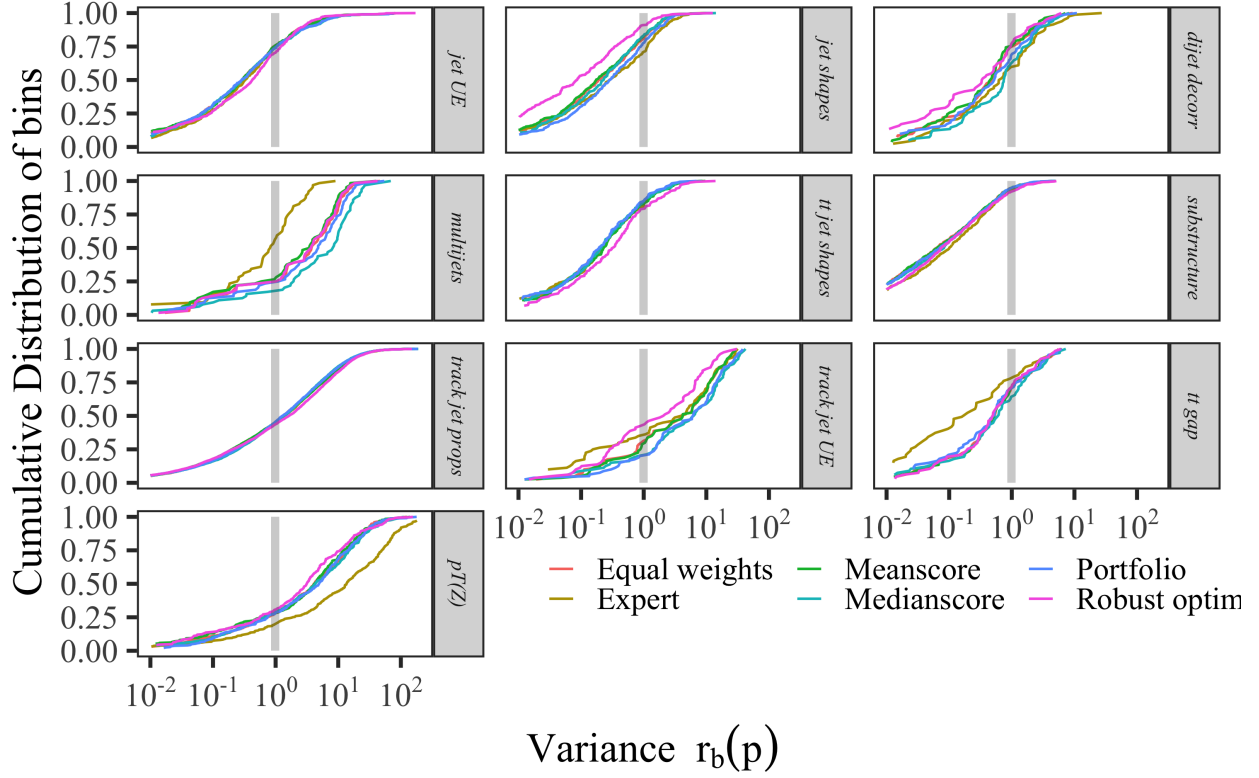 Cumulative Distribution of bins
1.00
0.75
0.50
0.25
0.00
jet UE
jet shapes
dijet decorr
1.00
0.75
0.50
0.25
0.00
multijets
tt jet shapes
substructure
1.00
0.75
0.50
0.25
0.00
track jet props
track jet UE
tt gap
10⁻² 10⁻¹ 10⁰ 10¹ 10²
10⁻² 10⁻¹ 10⁰ 10¹ 10²
1.00
0.75
0.50
0.25
0.00
pT(Z)
10⁻² 10⁻¹ 10⁰ 10¹ 10²
Equal weights Meanscore Portfolio
Expert Medianscore Robust optim
Variance r_b(p)